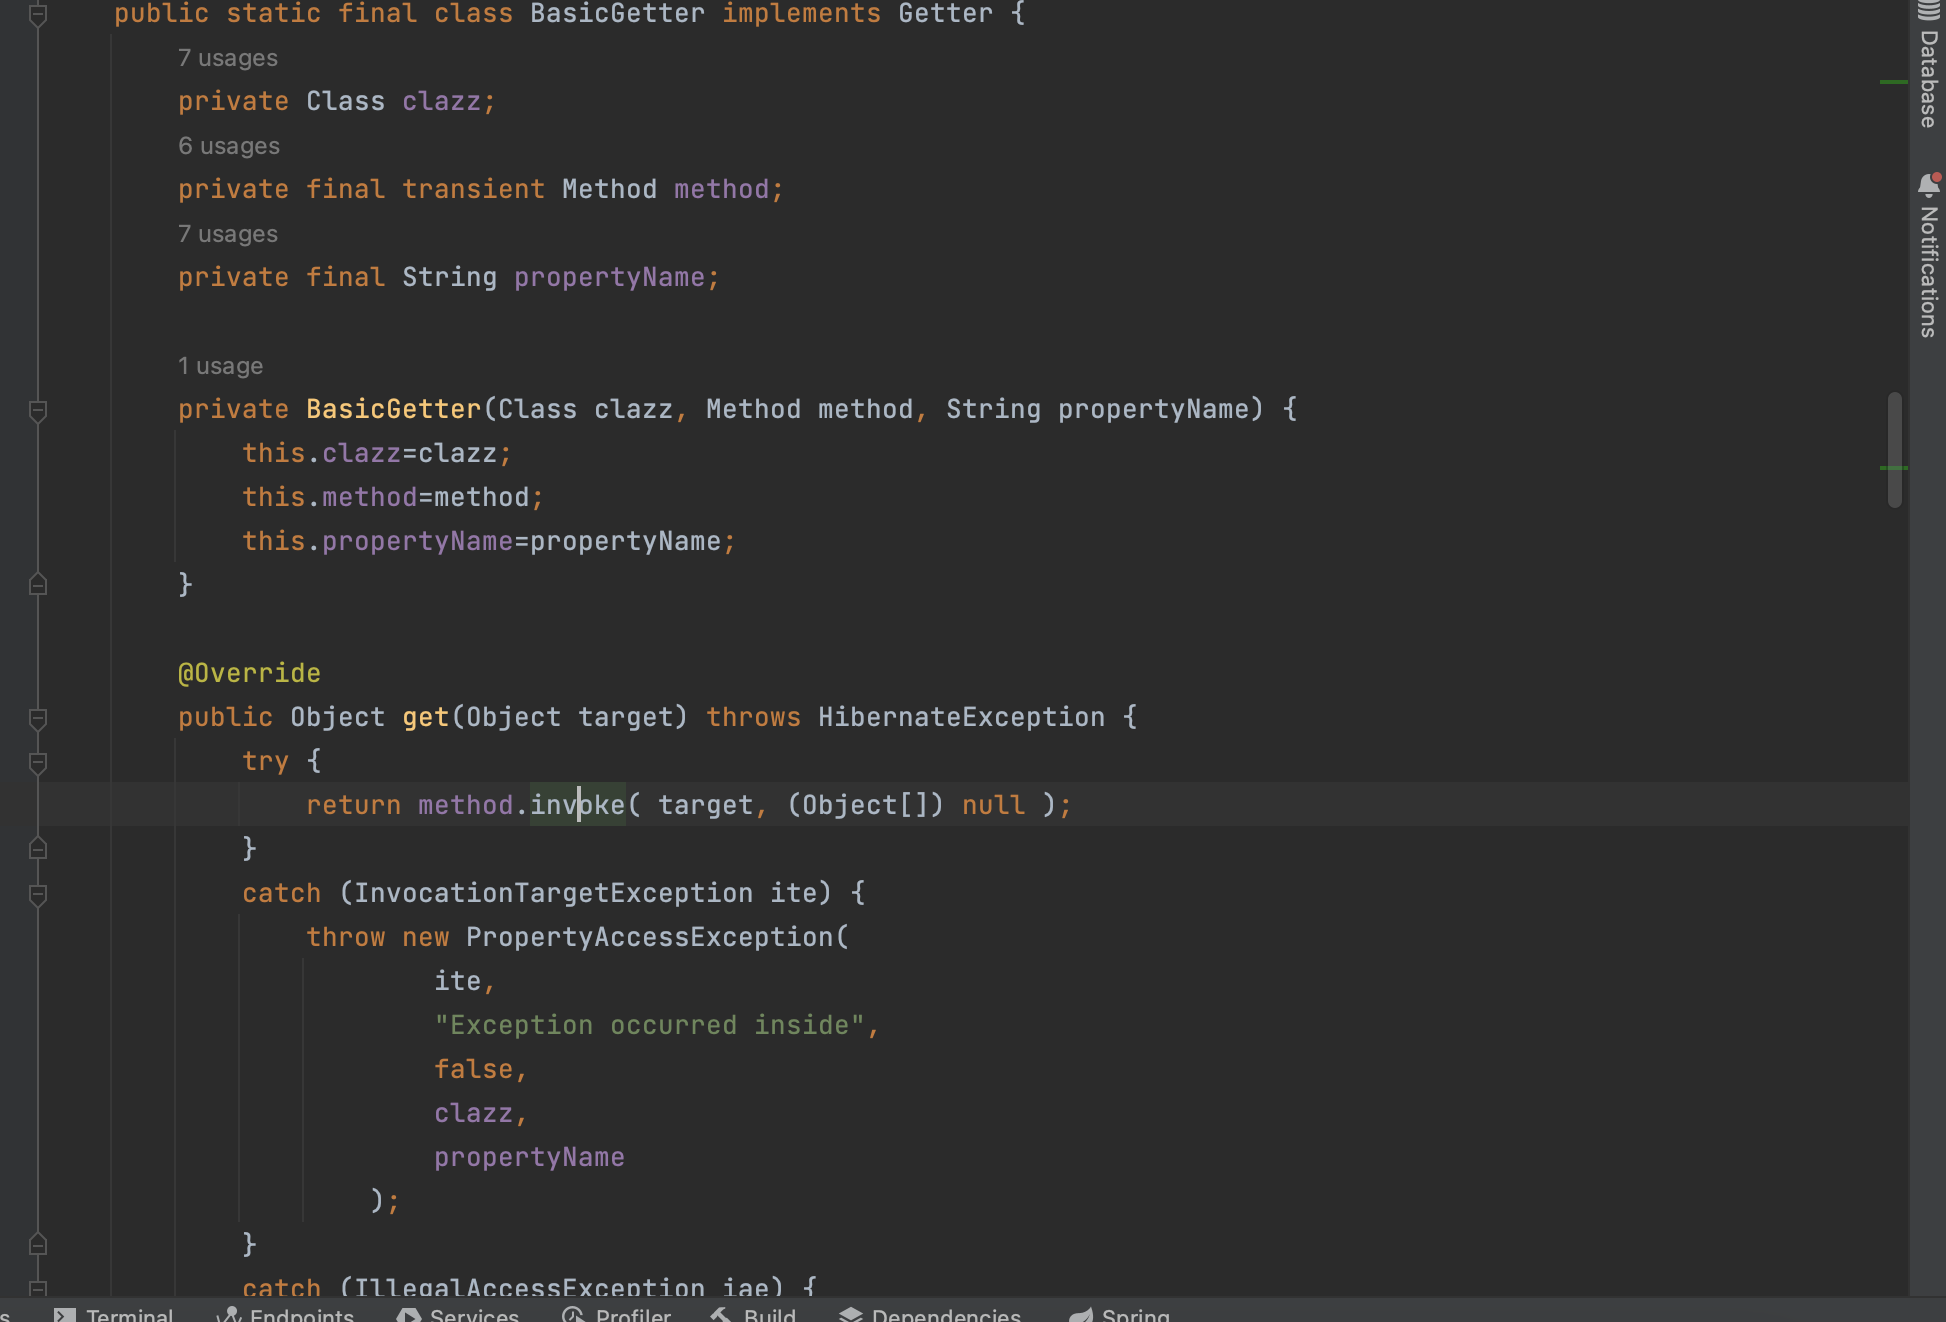 public static final class BasicGetter implements Getter {
7 usages
private Class clazz;
6 usages
private final transient Method method;
7 usages
private final String propertyName;
1 usage
private BasicGetter(Class clazz, Method method, String propertyName) {
this.clazz=clazz;
this.method=method;
this.propertyName=propertyName;
}
@Override
public Object get(Object target) throws HibernateException {
try {
return method.invoke( target, (Object[]) null );
}
catch (InvocationTargetException ite) {
throw new PropertyAccessException(
ite,
"Exception occurred inside",
false,
clazz,
propertyName
);
}
catch (IllegalAccessException iae) {
s Terminal Endpoints Services Profiler Build Dependencies Spring
Database
Notifications